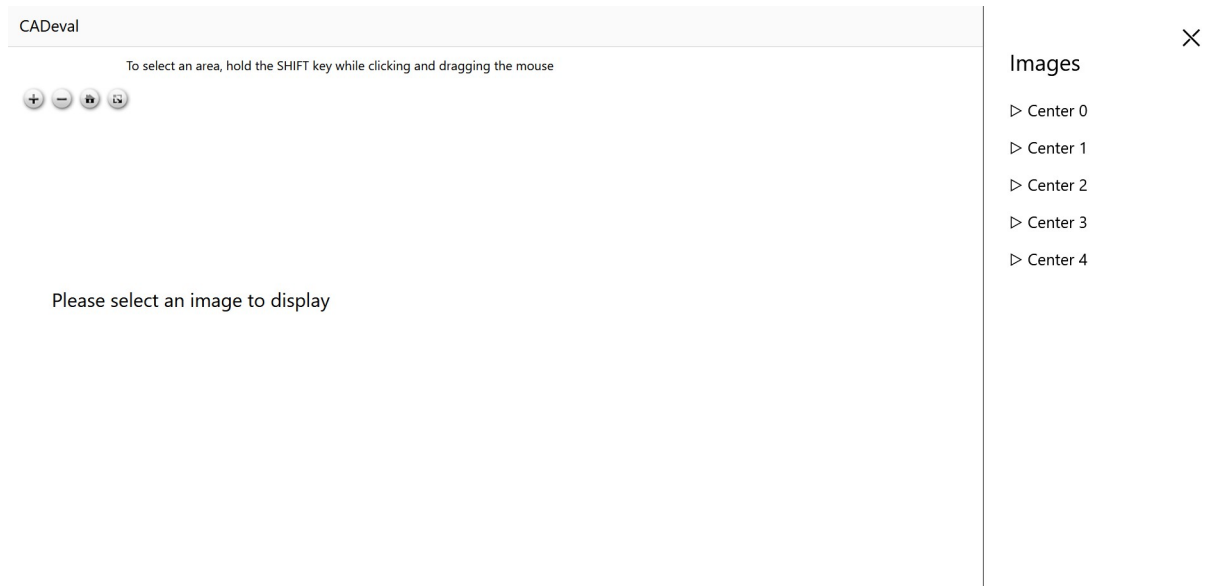 CADeval
To select an area, hold the SHIFT key while clicking and dragging the mouse
Please select an image to display
Images
Center 0
Center 1
Center 2
Center 3
Center 4